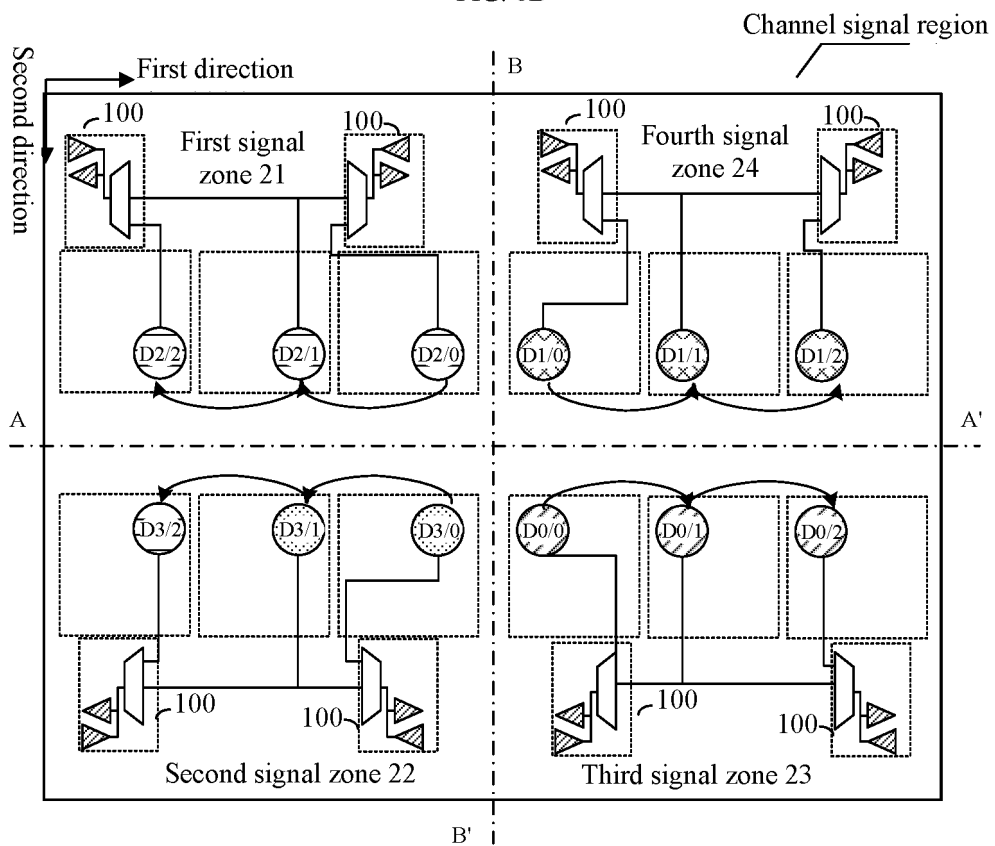 Channel signal region
Second direction
First direction
B
100
First signal
zone 21
100
100
Fourth signal
zone 24
100
D2/2
D2/1
D2/0
D1/0
D1/1
D1/2
A
A'
D3/2
D3/1
D3/0
D0/0
D0/1
D0/2
100
100
100
100
Second signal zone 22
Third signal zone 23
B'